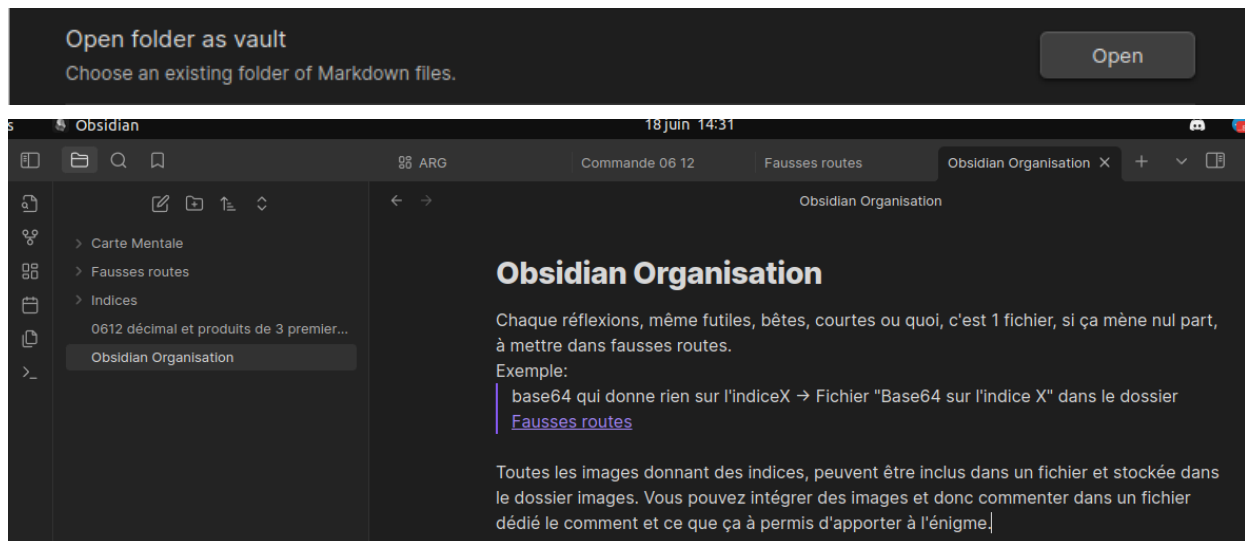 Open folder as vault
Choose an existing folder of Markdown files.
Open
s Obsidian 18 juin 14:31
ARG Commande 06 12 Fausses routes Obsidian Organisation
Obsidian Organisation
Carte Mentale
Fausses routes
Indices
0612 décimal et produits de 3 premier...
Obsidian Organisation
Obsidian Organisation
Chaque réflexions, même futiles, bêtes, courtes ou quoi, c'est 1 fichier, si ça mène nul part,
à mettre dans fausses routes.
Exemple:
base64 qui donne rien sur l'indiceX → Fichier "Base64 sur l'indice X" dans le dossier
Fausses routes
Toutes les images donnant des indices, peuvent être inclus dans un fichier et stockée dans
le dossier images. Vous pouvez intégrer des images et donc commenter dans un fichier
dédié le comment et ce que ça à permis d'apporter à l'énigme.